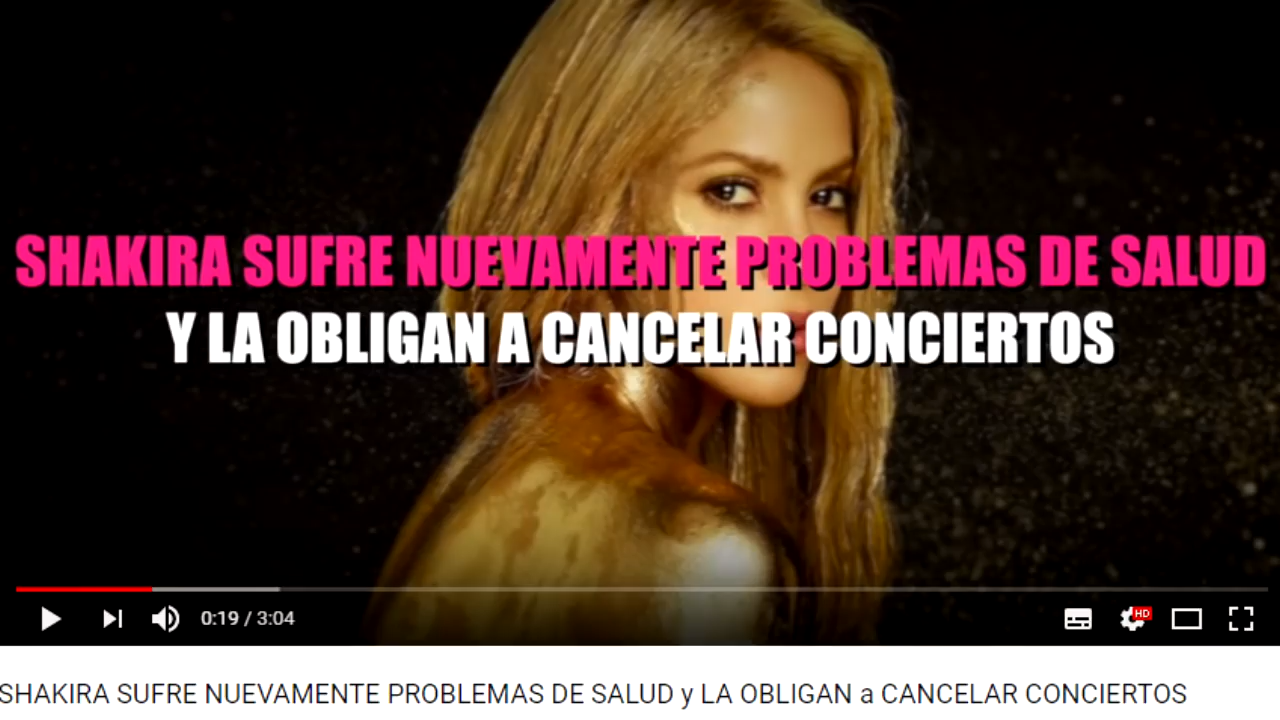 SHAKIRA SUFRE NUEVAMENTE PROBLEMAS DE SALUD
Y LA OBLIGAN A CANCELAR CONCIERTOS
0:19 / 3:04
HD
SHAKIRA SUFRE NUEVAMENTE PROBLEMAS DE SALUD y LA OBLIGAN a CANCELAR CONCIERTOS